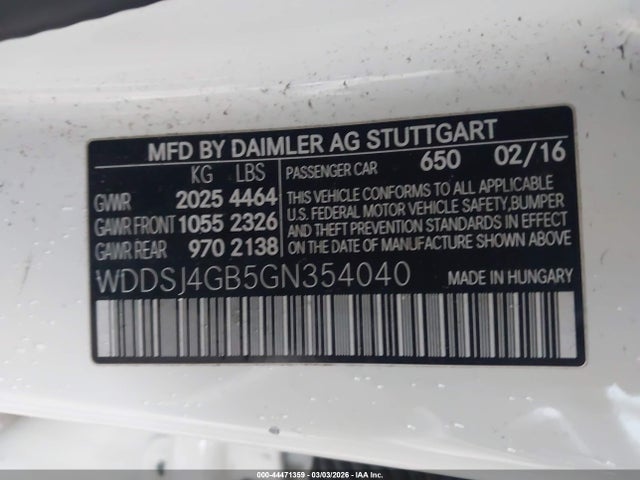 MFD BY DAIMLER AG STUTTGART
KG LBS PASSENGER CAR 650 02/16
GVWR 2025 4464
GAWR FRONT 1055 2326
GAWR REAR 970 2138
THIS VEHICLE CONFORMS TO ALL APPLICABLE
U.S. FEDERAL MOTOR VEHICLE SAFETY,BUMPER
AND THEFT PREVENTION STANDARDS IN EFFECT
ON THE DATE OF MANUFACTURE SHOWN ABOVE.
WDDSJ4GB5GN354040 MADE IN HUNGARY
000-44471359 | 03/03/2026 - IAA Inc.